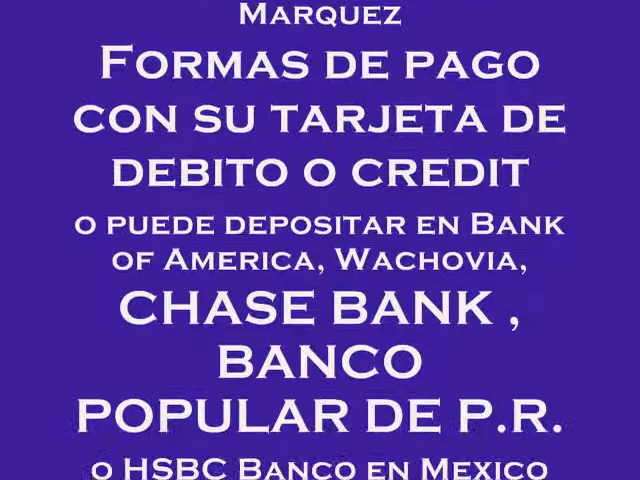 Marquez
Formas de pago
con su tarjeta de
debito o credit
o puede depositar en Bank
of America, Wachovia,
CHASE BANK ,
BANCO
POPULAR DE P.R.
o HSBC Banco en Mexico